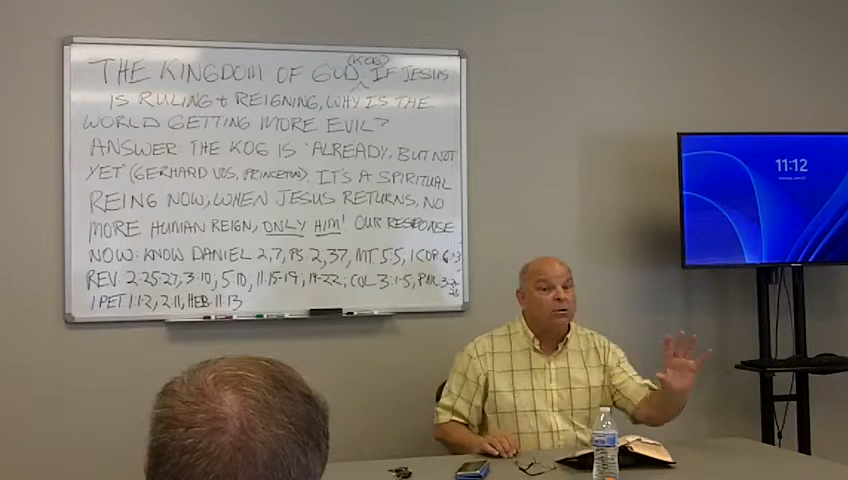 THE KINGDOM OF GOD (KOG) IF JESUS
IS RULING + REIGNING, WHY IS THE
WORLD GETTING MORE EVIL?
ANSWER: THE KOG IS "ALREADY, BUT NOT
YET" (GERHARD VOS, PRINCETON). IT'S A SPIRITUAL
REING NOW, WHEN JESUS RETURNS, NO
MORE HUMAN REIGN, ONLY HIM! OUR RESPONSE
NOW: KNOW DANIEL 2,7, PS. 2,37, MT. 5:5, 1 COR. 6:1-3
REV. 2:25-27, 3:10; 5:10, 11:15-19; 19-22; COL 3:1-5, PHIL 3:20
1 PET. 1:1-2, 2:11, HEB. 11:13
11:12